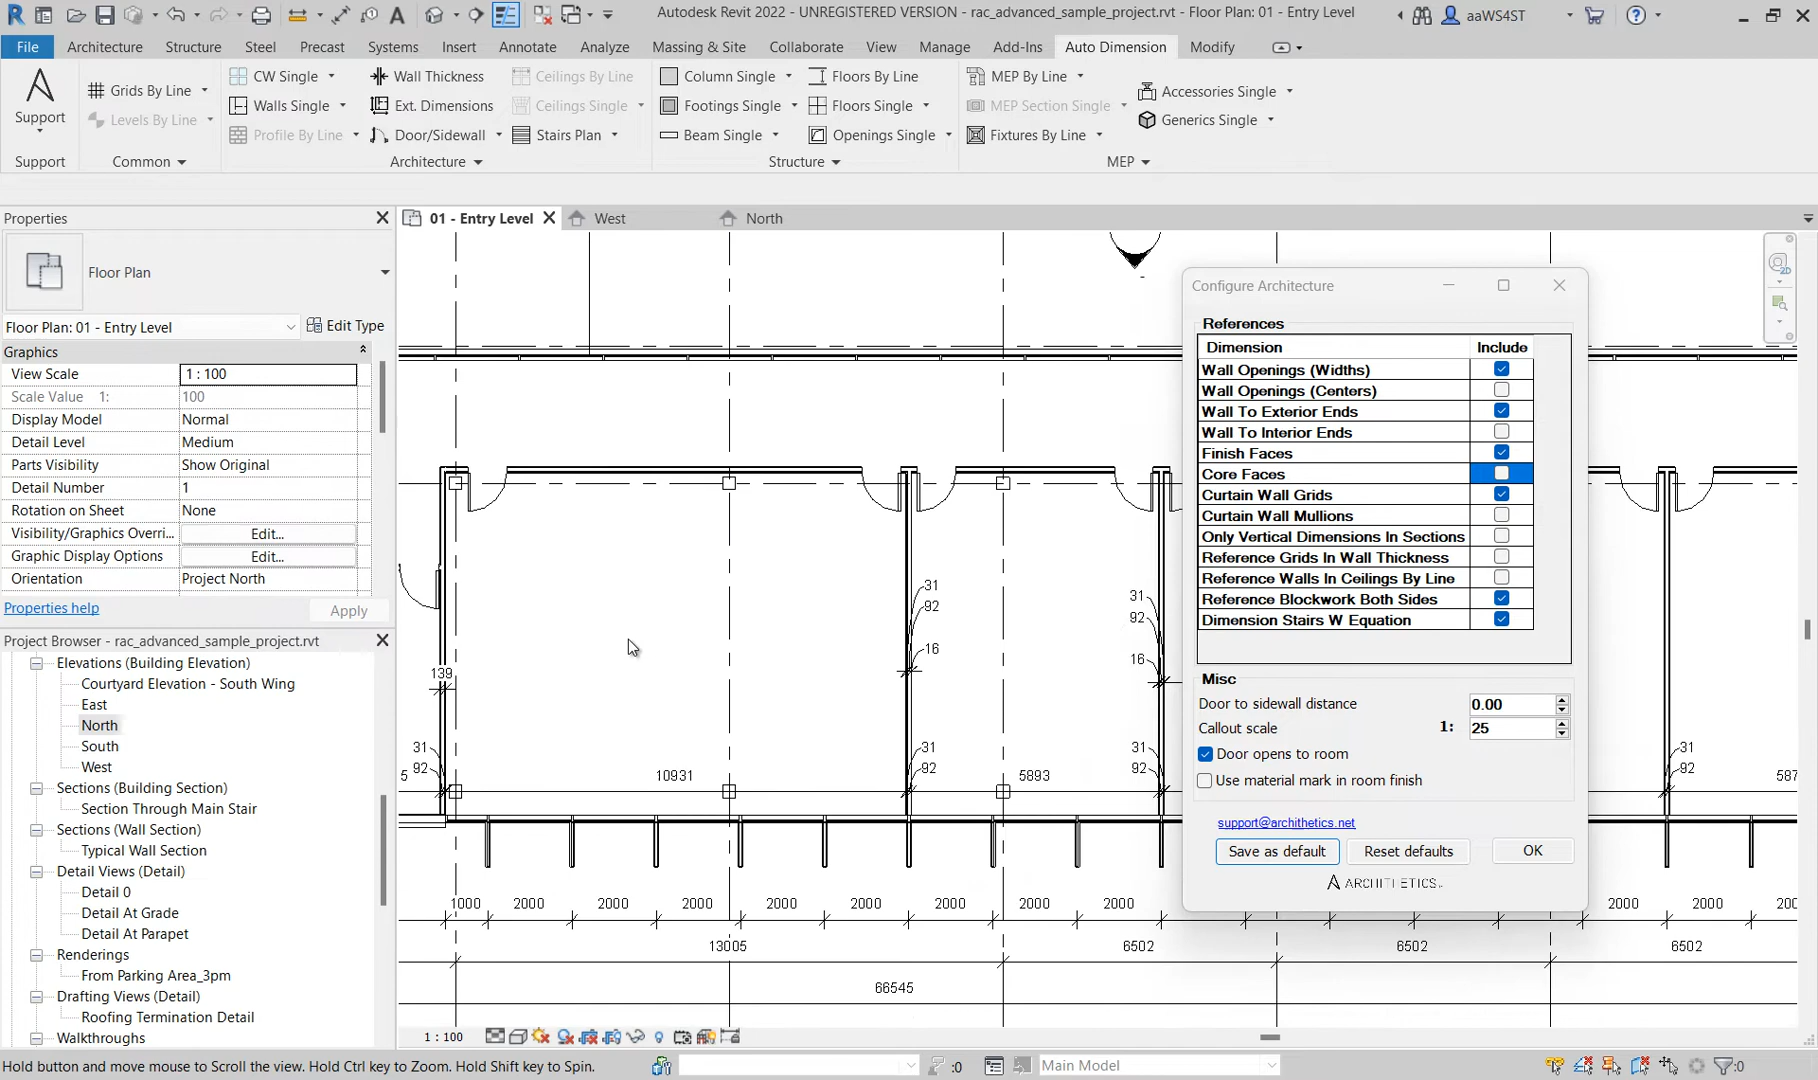 Autodesk Revit 2022 - UNREGISTERED VERSION - rac_advanced_sample_project.rvt - Floor Plan: 01 - Entry Level
aaWS4ST
File Architecture Structure Steel Precast Systems Insert Annotate Analyze Massing & Site Collaborate View Manage Add-Ins Auto Dimension Modify
CW Single Wall Thickness Ceilings By Line Column Single Floors By Line MEP By Line
Grids By Line Accessories Single
Walls Single Ext. Dimensions Ceilings Single Footings Single Floors Single MEP Section Single
Support Levels By Line Generics Single
Profile By Line Door/Sidewall Stairs Plan Beam Single Openings Single Fixtures By Line
Support Common Architecture Structure MEP
Properties
01 - Entry Level West North
Floor Plan
Floor Plan: 01 - Entry Level Edit Type
Graphics
View Scale 1 : 100
Scale Value 1: 100
Display Model Normal
Detail Level Medium
Parts Visibility Show Original
Detail Number 1
Rotation on Sheet None
Visibility/Graphics Overri... Edit...
Graphic Display Options Edit...
Orientation Project North
Properties help Apply
Project Browser - rac_advanced_sample_project.rvt
Elevations (Building Elevation)
Courtyard Elevation - South Wing
East
North
South
West
Sections (Building Section)
Section Through Main Stair
Sections (Wall Section)
Typical Wall Section
Detail Views (Detail)
Detail 0
Detail At Grade
Detail At Parapet
Renderings
From Parking Area_3pm
Drafting Views (Detail)
Roofing Termination Detail
Walkthroughs
2D
31
92
16
31
92
16
139
31
92
5
10931
31
92
5893
31
92
31
92
587
1000 2000 2000 2000 2000 2000 2000 2000 2000 2000 2000
13005 6502 6502 6502
66545
Configure Architecture
References
Dimension Include
Wall Openings (Widths)
Wall Openings (Centers)
Wall To Exterior Ends
Wall To Interior Ends
Finish Faces
Core Faces
Curtain Wall Grids
Curtain Wall Mullions
Only Vertical Dimensions In Sections
Reference Grids In Wall Thickness
Reference Walls In Ceilings By Line
Reference Blockwork Both Sides
Dimension Stairs W Equation
Misc
Door to sidewall distance 0.00
Callout scale 1: 25
Door opens to room
Use material mark in room finish
support@archithetics.net
Save as default Reset defaults OK
ARCHITHETICS
1 : 100
Hold button and move mouse to Scroll the view. Hold Ctrl key to Zoom. Hold Shift key to Spin. :0 Main Model :0